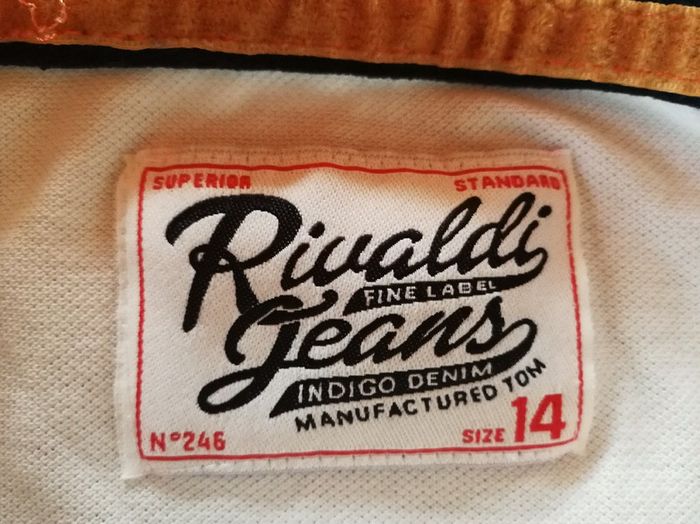 SUPERIOR STANDARD
Rivaldi
FINE LABEL
Jeans
INDIGO DENIM
MANUFACTURED TOM
N°246 SIZE 14